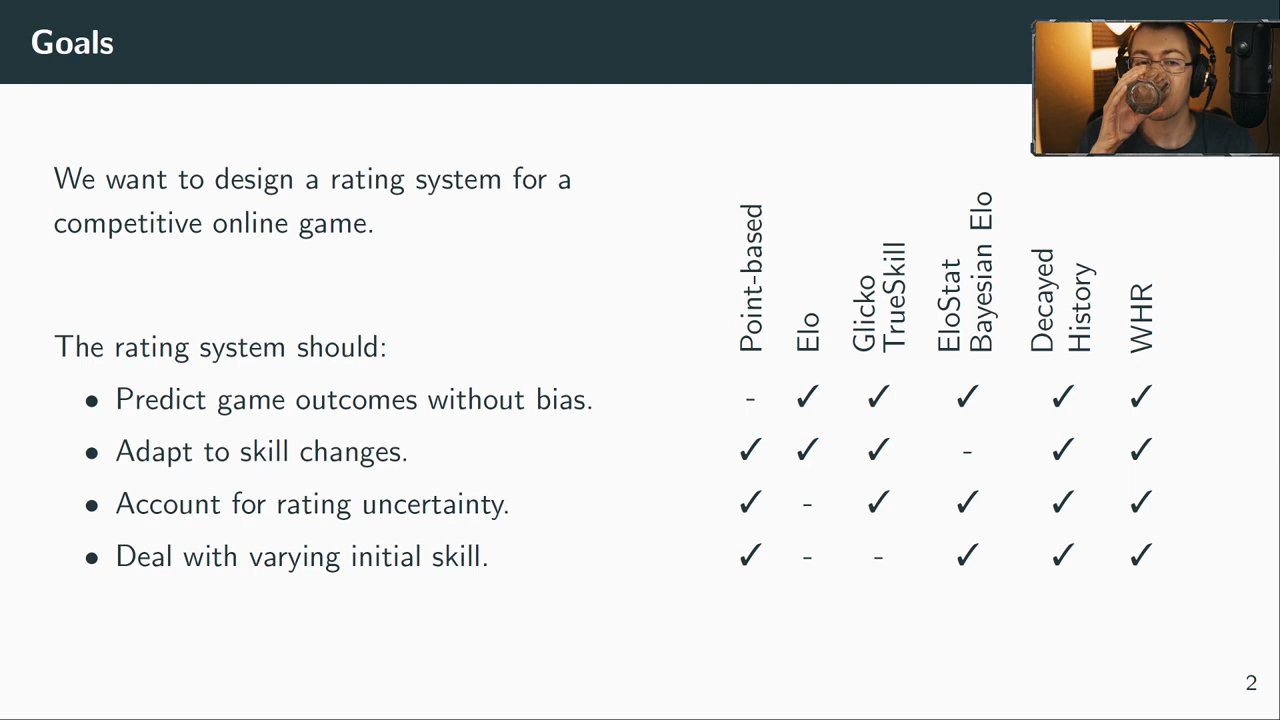 Goals
We want to design a rating system for a
competitive online game.
Point-based
Elo
Glicko
TrueSkill
EloStat
Bayesian Elo
Decayed
History
WHR
The rating system should:
• Predict game outcomes without bias. - ✓ ✓ ✓ ✓ ✓
• Adapt to skill changes. ✓ ✓ ✓ - ✓ ✓
• Account for rating uncertainty. ✓ - ✓ ✓ ✓ ✓
• Deal with varying initial skill. ✓ - - ✓ ✓ ✓
2